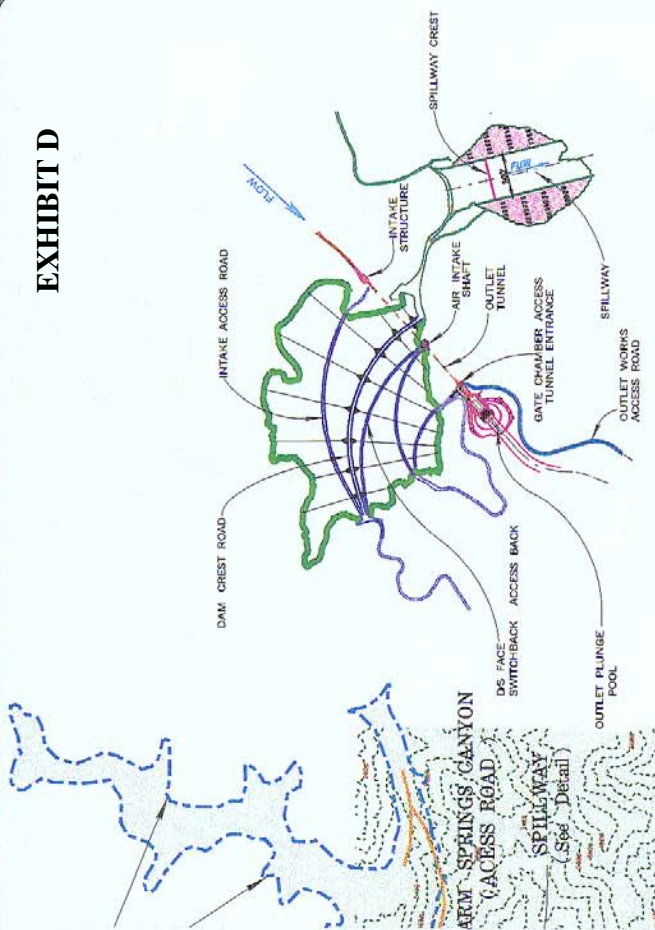 EXHIBIT D
SPILLWAY CREST
FLOW
INTAKE
STRUCTURE
INTAKE ACCESS ROAD
AIR INTAKE
SHAFT
OUTLET
TUNNEL
GATE CHAMBER ACCESS
TUNNEL ENTRANCE
FLOW
SPILLWAY
OUTLET WORKS
ACCESS ROAD
DAM CREST ROAD
D/S FACE
SWITCHBACK ACCESS BACK
OUTLET PLUNGE
POOL
ARM SPRINGS CANYON
(ACESS ROAD )
SPILLWAY
(See Detail)